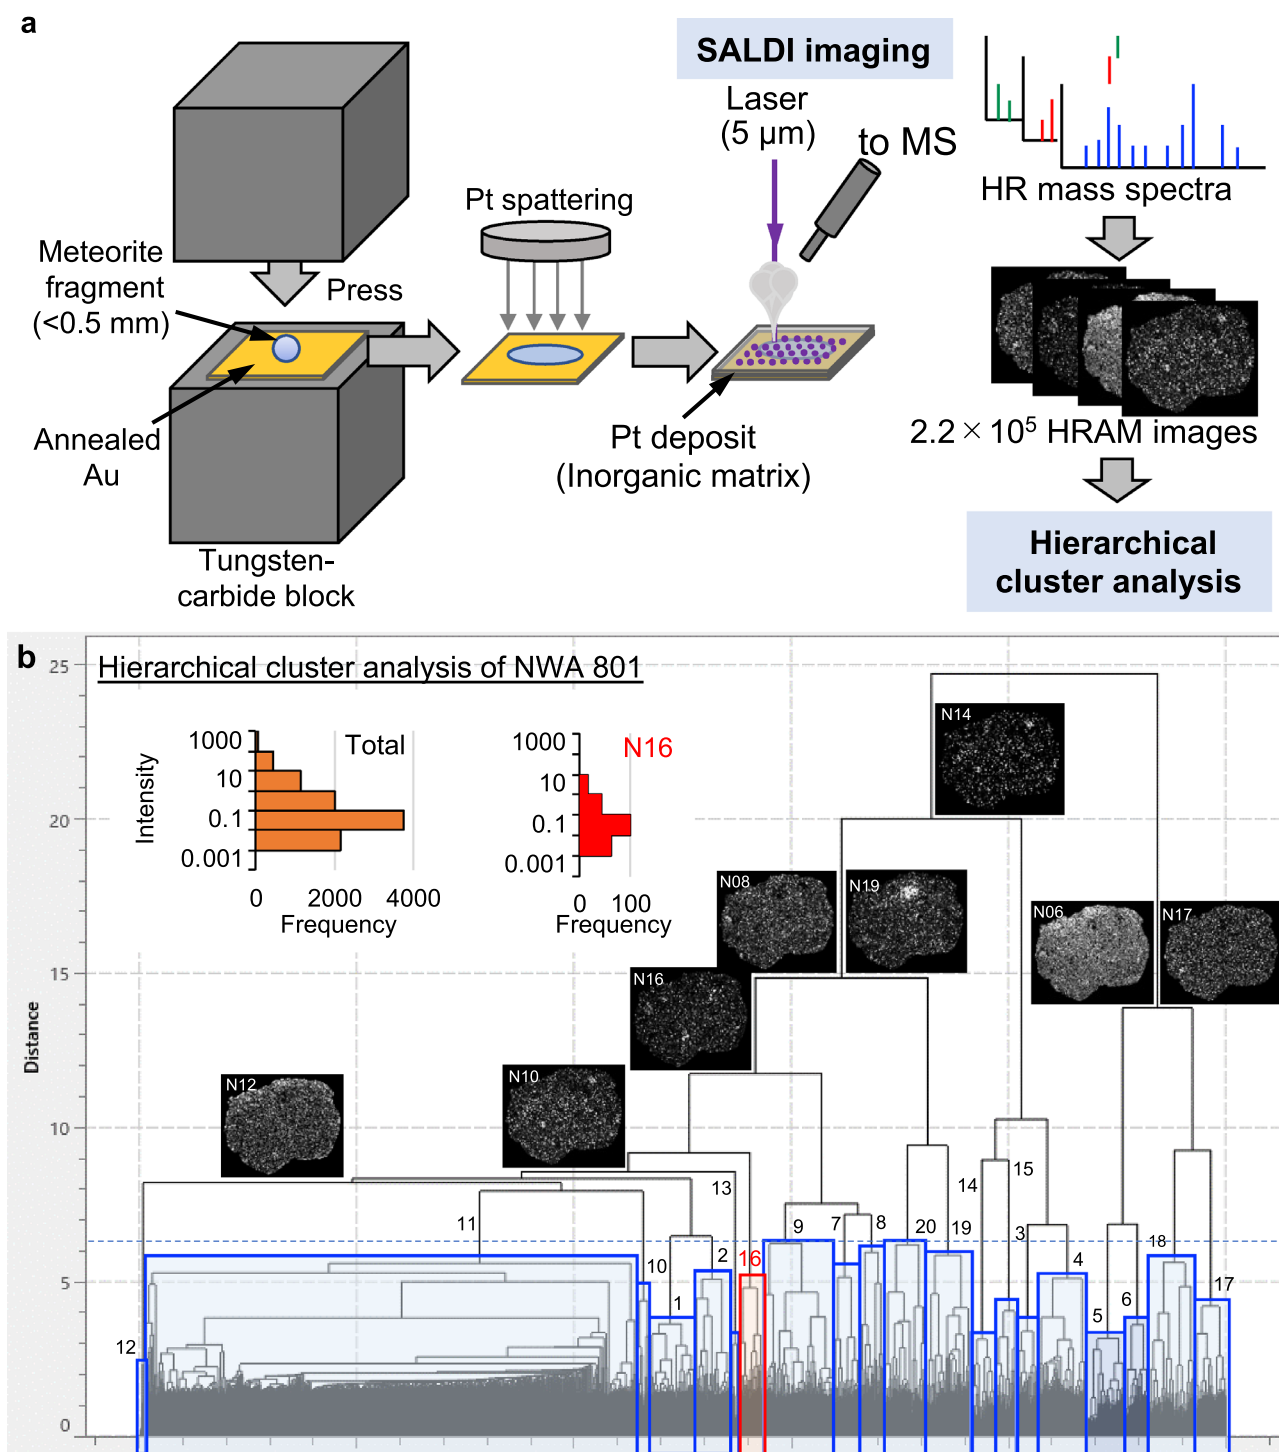 a
SALDI imaging
Laser
(5 μm)
to MS
HR mass spectra
Pt spattering
Meteorite
fragment
(<0.5 mm)
Press
Annealed
Au
Pt deposit
(Inorganic matrix)
2.2×10⁵ HRAM images
Tungsten-
carbide block
Hierarchical
cluster analysis
b
Hierarchical cluster analysis of NWA 801
25
20
15
10
5
0
Distance
Intensity
1000
10
0.1
0.001
Total
0
2000
4000
Frequency
1000
10
0.1
0.001
N16
0
100
Frequency
N14
N08
N19
N06
N17
N16
N12
N10
12
11
10
1
2
13
16
9
7
8
20
19
14
15
3
4
5
6
18
17